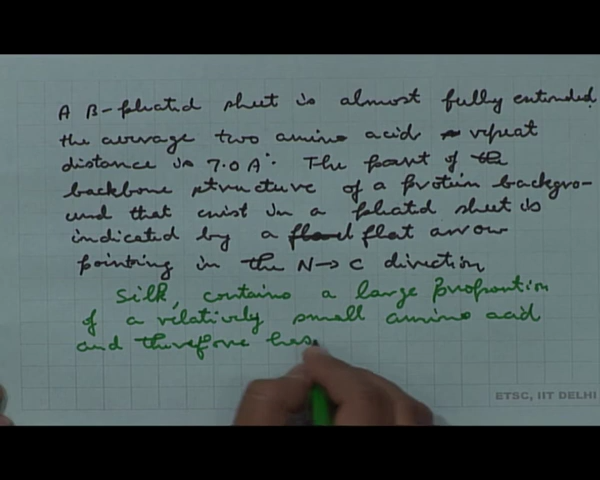 A B-pleated sheet is almost fully extended
the average two amino acid repeat
distance is 7.0 A°. The part of the
backbone structure of a protein backgro-
und that exist in a pleated sheet is
indicated by a flat arrow
pointing in the N→C direction
Silk, contains a large proportion
of a relatively small amino acid
and therefore has
ETSC, IIT DELHI